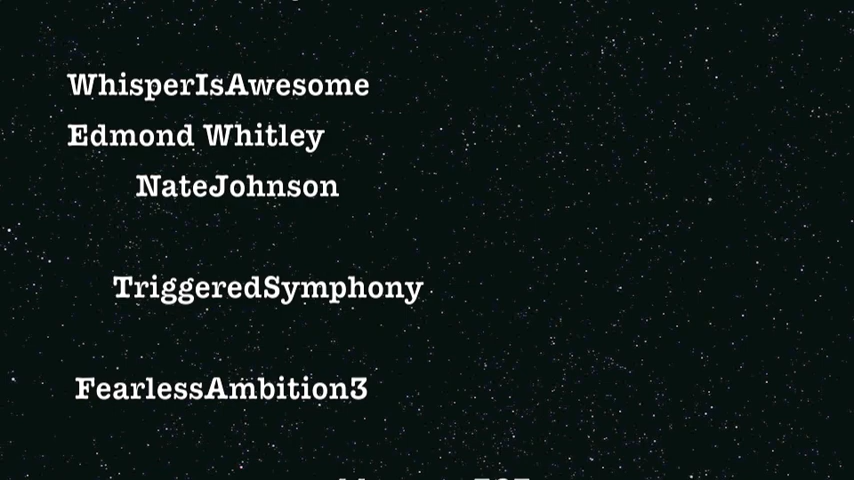 WhisperIsAwesome
Edmond Whitley
NateJohnson
TriggeredSymphony
FearlessAmbition3